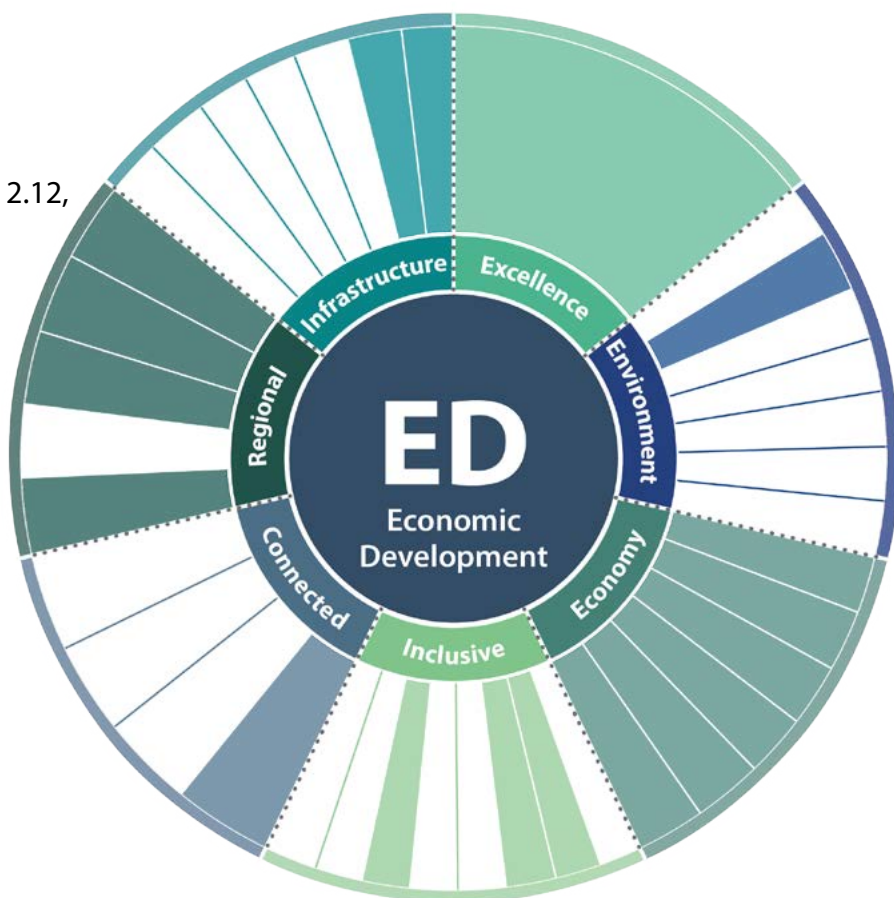 2.12,
Infrastructure
Excellence
Regional
Environment
ED
Economic
Development
Connected
Economy
Inclusive